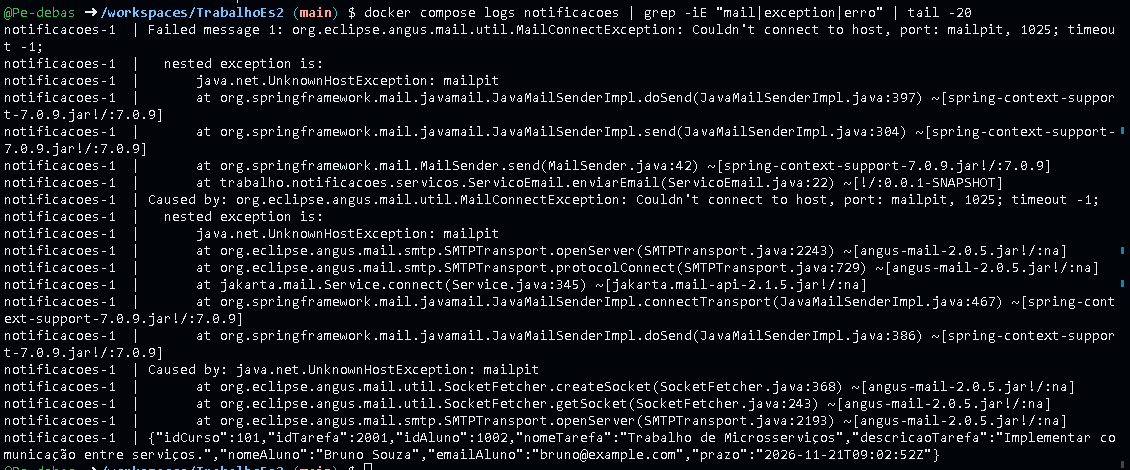 @Pe-debas ➜ /workspaces/TrabalhoEs2 (main) $ docker compose logs notificacoes | grep -iE "mail|exception|erro" | tail -20
notificacoes-1  | Failed message 1: org.eclipse.angus.mail.util.MailConnectException: Couldn't connect to host, port: mailpit, 1025; timeou
t -1;
notificacoes-1  |   nested exception is:
notificacoes-1  |       java.net.UnknownHostException: mailpit
notificacoes-1  |       at org.springframework.mail.javamail.JavaMailSenderImpl.doSend(JavaMailSenderImpl.java:397) ~[spring-context-suppor
t-7.0.9.jar!/:7.0.9]
notificacoes-1  |       at org.springframework.mail.javamail.JavaMailSenderImpl.send(JavaMailSenderImpl.java:304) ~[spring-context-support-
7.0.9.jar!/:7.0.9]
notificacoes-1  |       at org.springframework.mail.MailSender.send(MailSender.java:42) ~[spring-context-support-7.0.9.jar!/:7.0.9]
notificacoes-1  |       at trabalho.notificacoes.servicos.ServicoEmail.enviarEmail(ServicoEmail.java:22) ~[!/:0.0.1-SNAPSHOT]
notificacoes-1  | Caused by: org.eclipse.angus.mail.util.MailConnectException: Couldn't connect to host, port: mailpit, 1025; timeout -1;
notificacoes-1  |   nested exception is:
notificacoes-1  |       java.net.UnknownHostException: mailpit
notificacoes-1  |       at org.eclipse.angus.mail.smtp.SMTPTransport.openServer(SMTPTransport.java:2243) ~[angus-mail-2.0.5.jar!/:na]
notificacoes-1  |       at org.eclipse.angus.mail.smtp.SMTPTransport.protocolConnect(SMTPTransport.java:729) ~[angus-mail-2.0.5.jar!/:na]
notificacoes-1  |       at jakarta.mail.Service.connect(Service.java:345) ~[jakarta.mail-api-2.1.5.jar!/:na]
notificacoes-1  |       at org.springframework.mail.javamail.JavaMailSenderImpl.connectTransport(JavaMailSenderImpl.java:467) ~[spring-cont
ext-support-7.0.9.jar!/:7.0.9]
notificacoes-1  |       at org.springframework.mail.javamail.JavaMailSenderImpl.doSend(JavaMailSenderImpl.java:386) ~[spring-context-suppor
t-7.0.9.jar!/:7.0.9]
notificacoes-1  | Caused by: java.net.UnknownHostException: mailpit
notificacoes-1  |       at org.eclipse.angus.mail.util.SocketFetcher.createSocket(SocketFetcher.java:368) ~[angus-mail-2.0.5.jar!/:na]
notificacoes-1  |       at org.eclipse.angus.mail.util.SocketFetcher.getSocket(SocketFetcher.java:243) ~[angus-mail-2.0.5.jar!/:na]
notificacoes-1  |       at org.eclipse.angus.mail.smtp.SMTPTransport.openServer(SMTPTransport.java:2193) ~[angus-mail-2.0.5.jar!/:na]
notificacoes-1  | {"idCurso":101,"idTarefa":2001,"idAluno":1002,"nomeTarefa":"Trabalho de Microsserviços","descricaoTarefa":"Implementar co
municação entre serviços.","nomeAluno":"Bruno Souza","emailAluno":"bruno@example.com","prazo":"2026-11-21T09:02:52Z"}
@Pe-debas ➜ /workspaces/TrabalhoEs2 (main) $